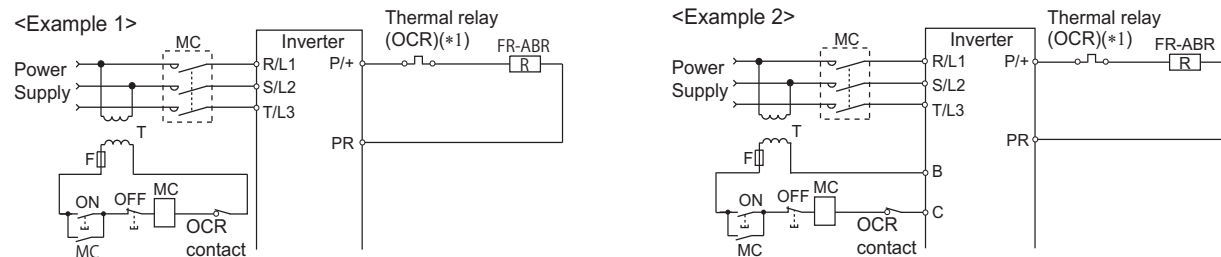 <Example 1>
MC
Power
Supply
Inverter
R/L1
S/L2
T/L3
P/+
PR
Thermal relay
(OCR)(*1)
FR-ABR
R
T
F
ON
OFF
MC
MC
OCR
contact
<Example 2>
MC
Power
Supply
Inverter
R/L1
S/L2
T/L3
P/+
PR
Thermal relay
(OCR)(*1)
FR-ABR
R
T
F
B
ON
OFF
MC
C
MC
OCR
contact